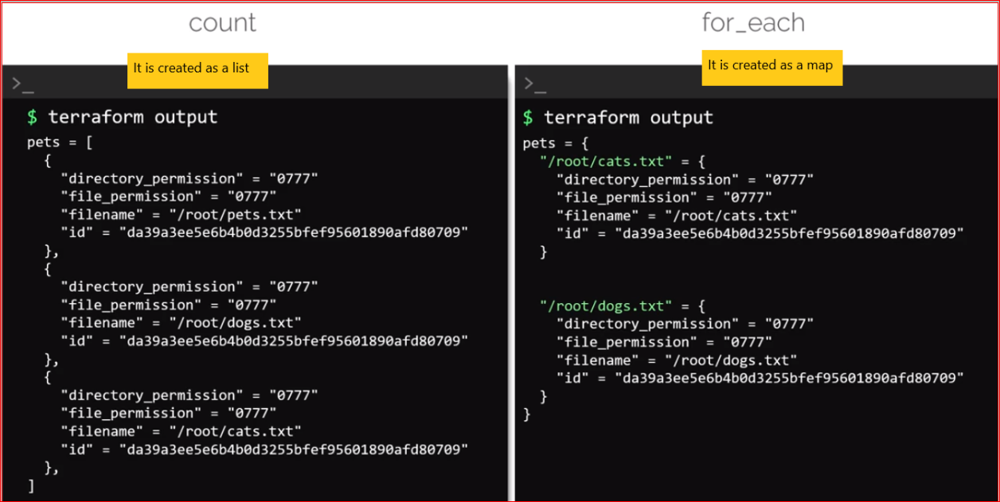 count
It is created as a list
>_
$ terraform output
pets = [
  {
    "directory_permission" = "0777"
    "file_permission" = "0777"
    "filename" = "/root/pets.txt"
    "id" = "da39a3ee5e6b4b0d3255bfef95601890afd80709"
  },
  {
    "directory_permission" = "0777"
    "file_permission" = "0777"
    "filename" = "/root/dogs.txt"
    "id" = "da39a3ee5e6b4b0d3255bfef95601890afd80709"
  },
  {
    "directory_permission" = "0777"
    "file_permission" = "0777"
    "filename" = "/root/cats.txt"
    "id" = "da39a3ee5e6b4b0d3255bfef95601890afd80709"
  },
]
for_each
It is created as a map
>_
$ terraform output
pets = {
  "/root/cats.txt" = {
    "directory_permission" = "0777"
    "file_permission" = "0777"
    "filename" = "/root/cats.txt"
    "id" = "da39a3ee5e6b4b0d3255bfef95601890afd80709"
  }
  "/root/dogs.txt" = {
    "directory_permission" = "0777"
    "file_permission" = "0777"
    "filename" = "/root/dogs.txt"
    "id" = "da39a3ee5e6b4b0d3255bfef95601890afd80709"
  }
}